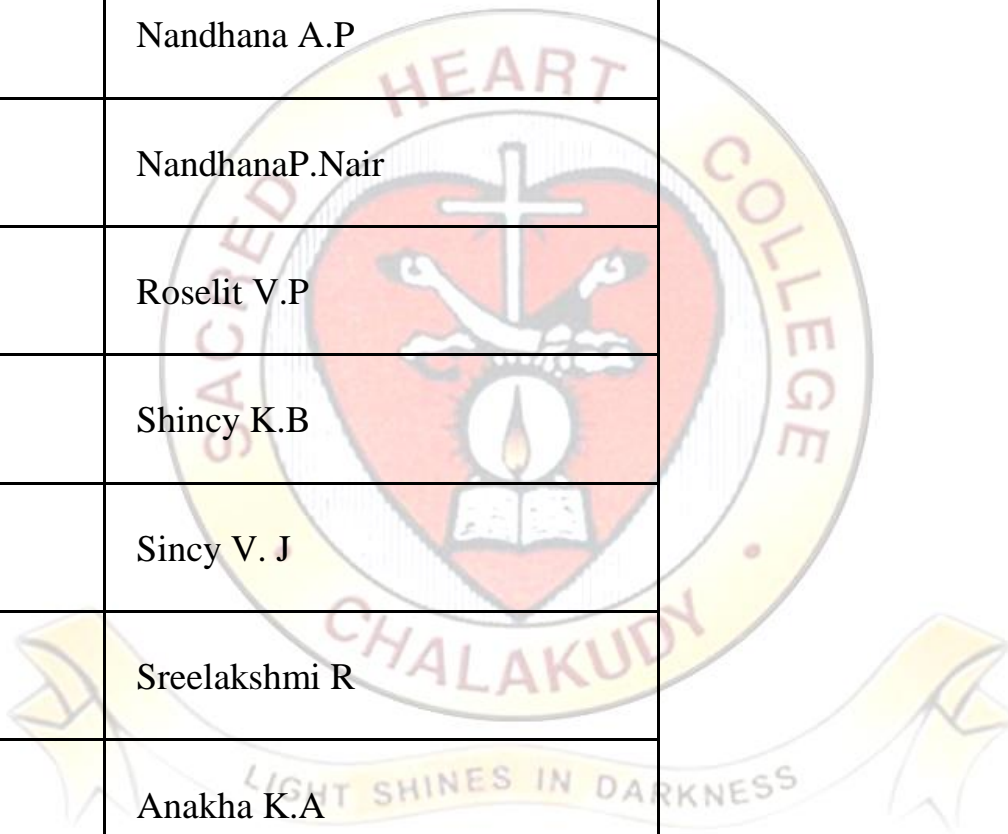 Nandhana A.P
NandhanaP.Nair
Roselit V.P
Shincy K.B
Sincy V. J
Sreelakshmi R
Anakha K.A
SACRED HEART COLLEGE
CHALAKUDY
LIGHT SHINES IN DARKNESS